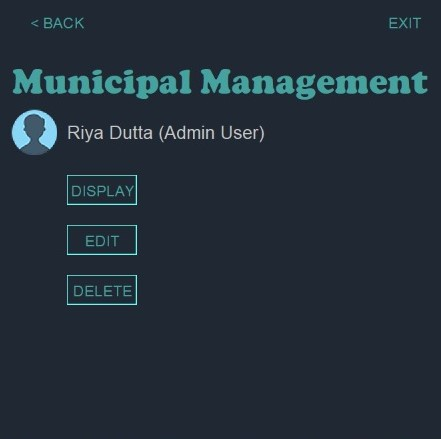 < BACK EXIT
Municipal Management
Riya Dutta (Admin User)
DISPLAY
EDIT
DELETE